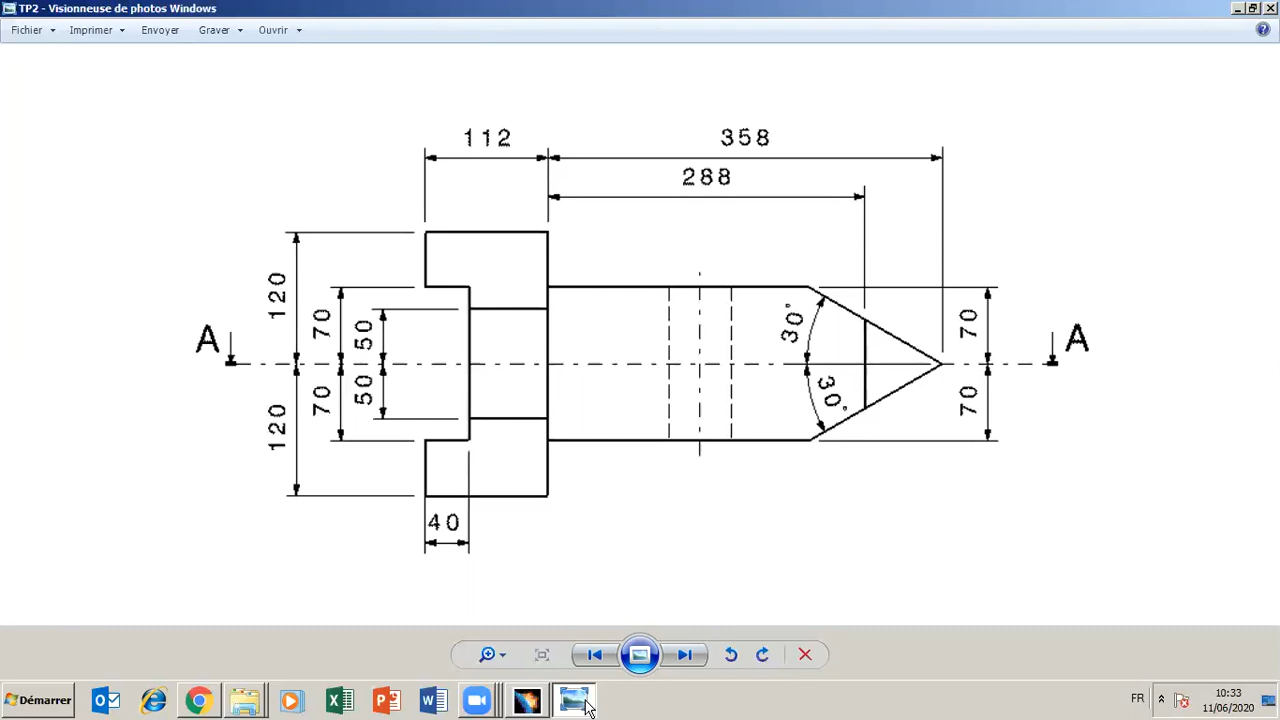 TP2 - Visionneuse de photos Windows
Fichier Imprimer Envoyer Graver Ouvrir
112
358
288
120
70
50
50
70
120
A
A
30°
30°
70
70
40
Démarrer
FR
10:33
11/06/2020